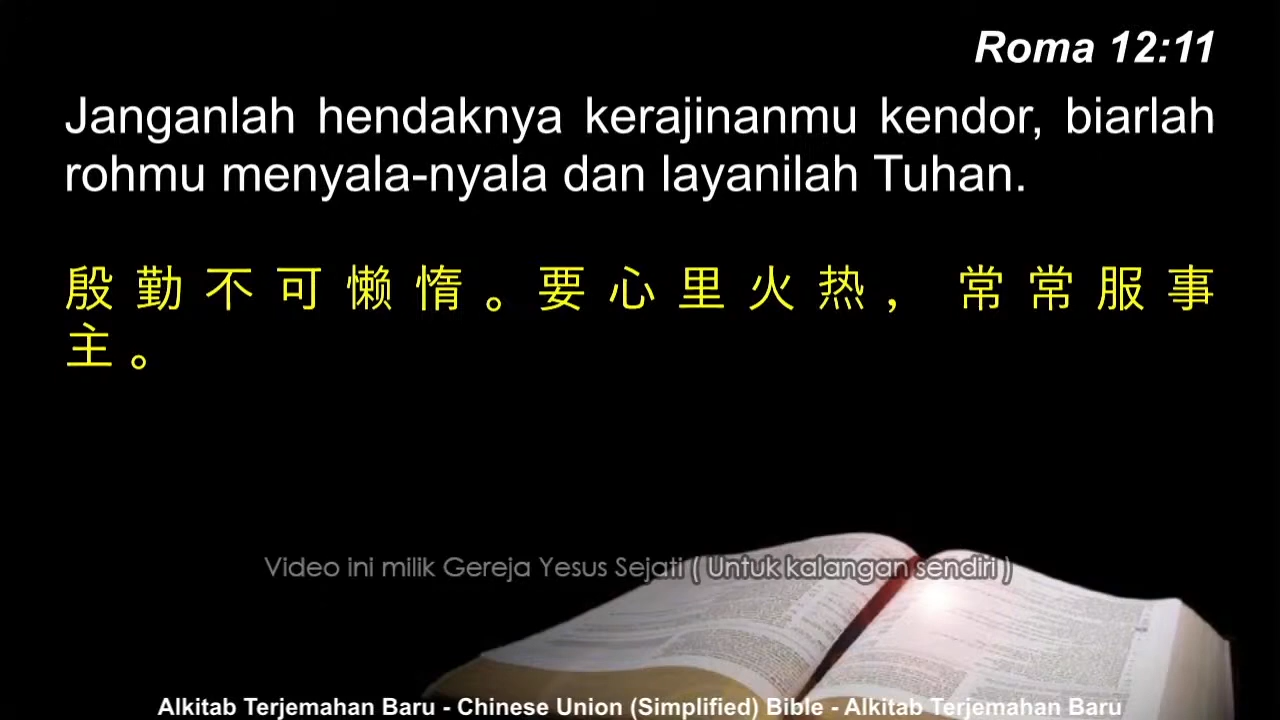 Roma 12:11
Janganlah hendaknya kerajinanmu kendor, biarlah
rohmu menyala-nyala dan layanilah Tuhan.
殷勤不可懒惰。要心里火热，常常服事
主。
Video ini milik Gereja Yesus Sejati ( Untuk kalangan sendiri )
Alkitab Terjemahan Baru - Chinese Union (Simplified) Bible - Alkitab Terjemahan Baru